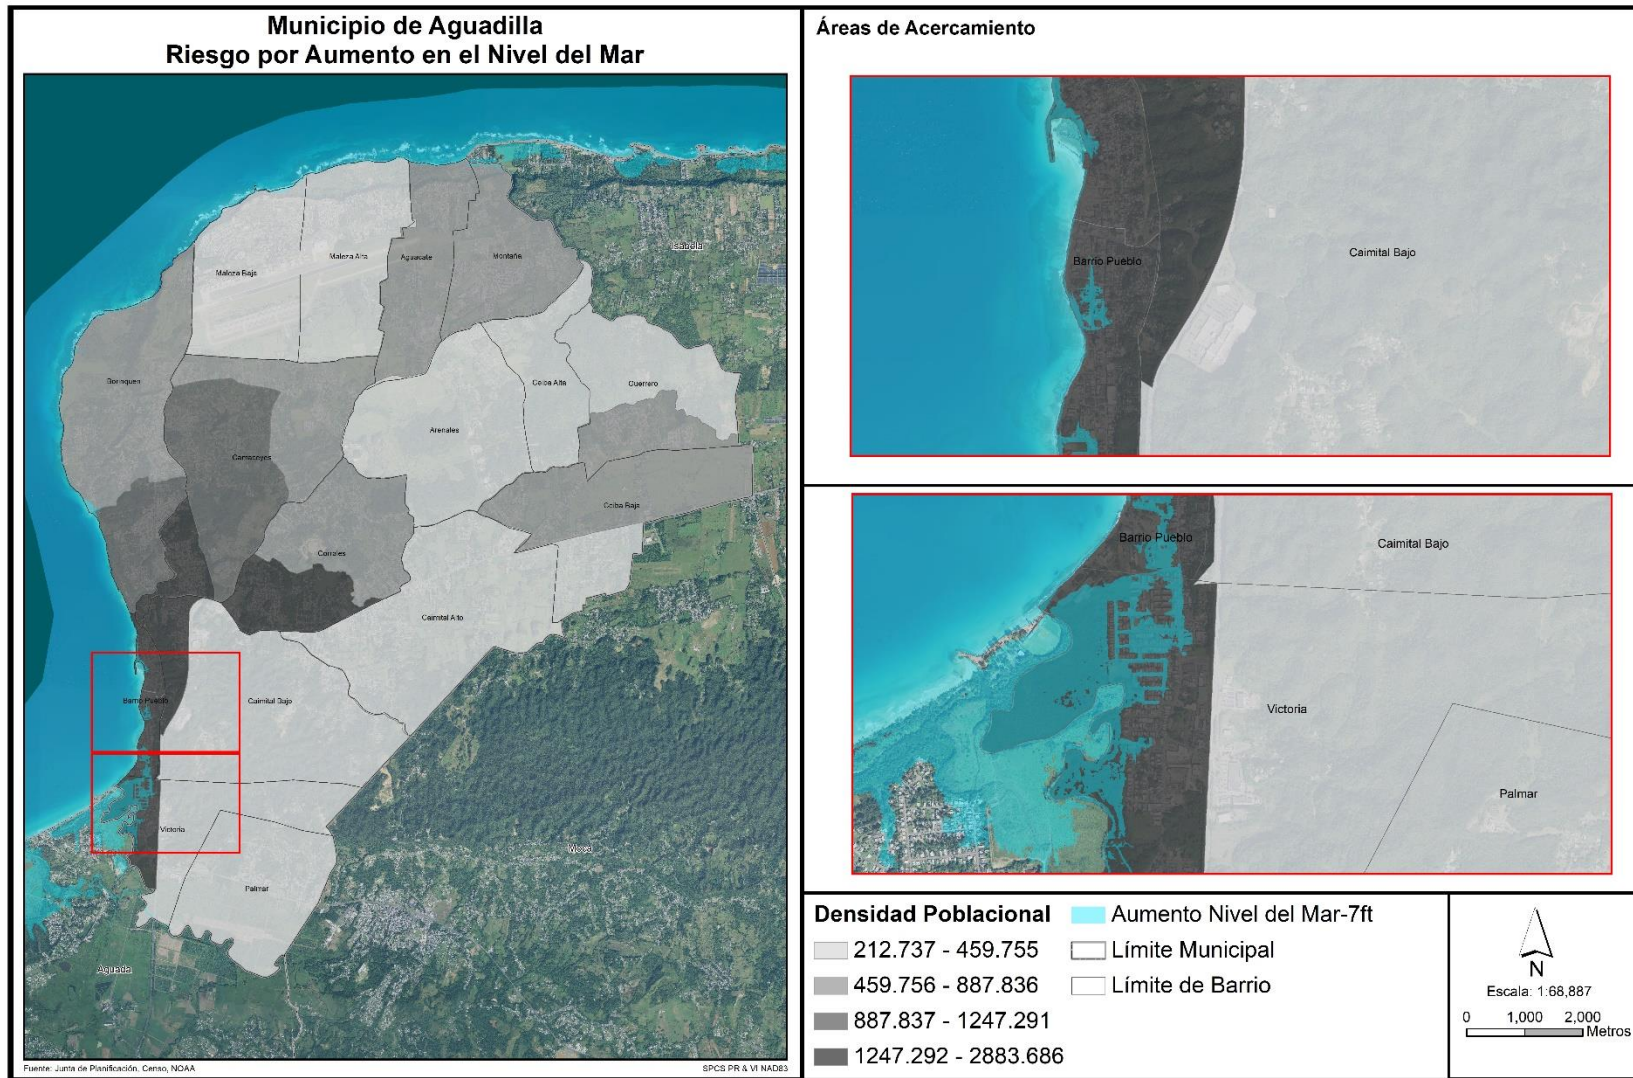 Municipio de Aguadilla
Riesgo por Aumento en el Nivel del Mar
Isabela
Maleza Baja
Maleza Alta
Aguacate
Montaña
Borinquen
Ceiba Alta
Guerrero
Arenales
Camaseyes
Ceiba Baja
Corrales
Caimital Alto
Barrio Pueblo
Caimital Bajo
Victoria
Moca
Palmar
Aguada
Fuente: Junta de Planificación, Censo, NOAA
SPCS PR & VI NAD83
Áreas de Acercamiento
Caimital Bajo
Barrio Pueblo
Barrio Pueblo
Caimital Bajo
Victoria
Palmar
Densidad Poblacional
212.737 - 459.755
459.756 - 887.836
887.837 - 1247.291
1247.292 - 2883.686
Aumento Nivel del Mar-7ft
Límite Municipal
Límite de Barrio
N
Escala: 1:68,887
0 1,000 2,000
Metros